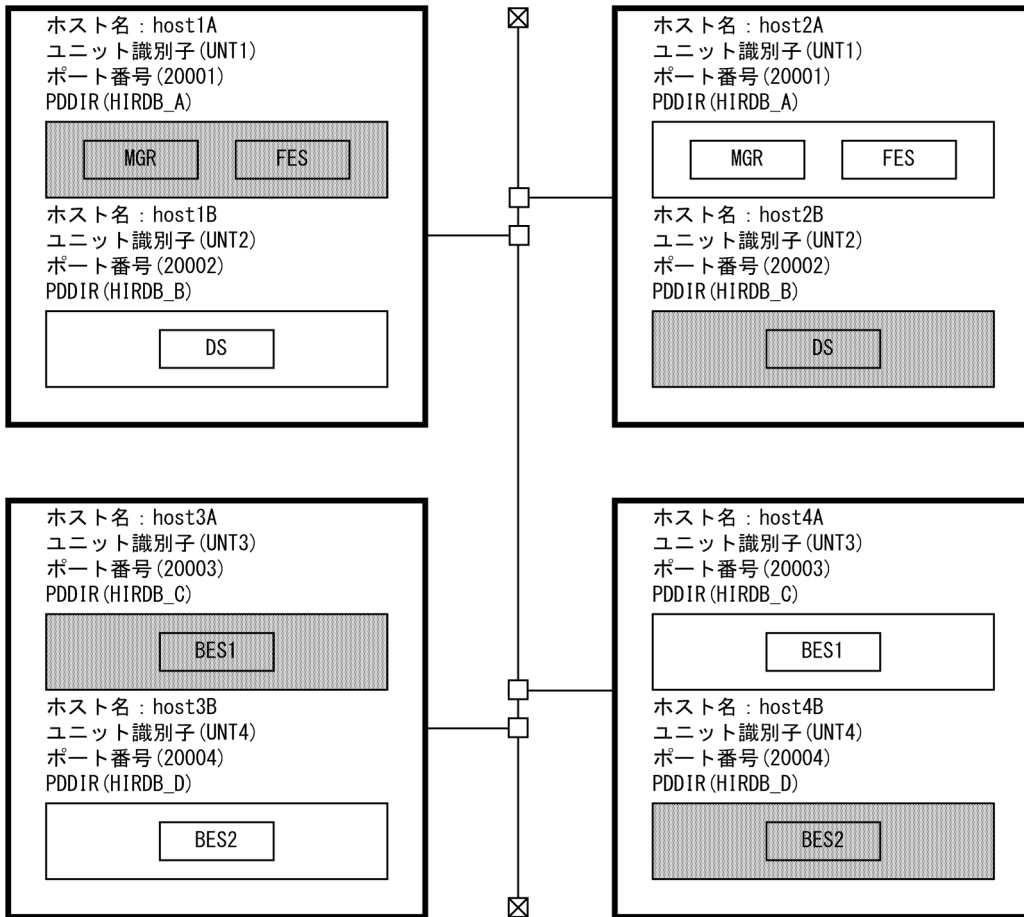 ホスト名：host1A
ユニット識別子(UNT1)
ポート番号(20001)
PDDIR(HIRDB_A)
MGR FES
ホスト名：host1B
ユニット識別子(UNT2)
ポート番号(20002)
PDDIR(HIRDB_B)
DS
ホスト名：host2A
ユニット識別子(UNT1)
ポート番号(20001)
PDDIR(HIRDB_A)
MGR FES
ホスト名：host2B
ユニット識別子(UNT2)
ポート番号(20002)
PDDIR(HIRDB_B)
DS
ホスト名：host3A
ユニット識別子(UNT3)
ポート番号(20003)
PDDIR(HIRDB_C)
BES1
ホスト名：host3B
ユニット識別子(UNT4)
ポート番号(20004)
PDDIR(HIRDB_D)
BES2
ホスト名：host4A
ユニット識別子(UNT3)
ポート番号(20003)
PDDIR(HIRDB_C)
BES1
ホスト名：host4B
ユニット識別子(UNT4)
ポート番号(20004)
PDDIR(HIRDB_D)
BES2